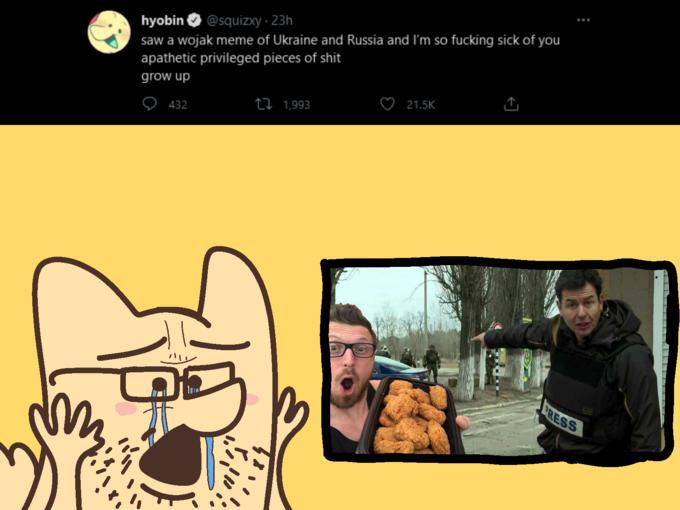 hyobin @squizxy · 23h
saw a wojak meme of Ukraine and Russia and I'm so fucking sick of you
apathetic privileged pieces of shit
grow up
432 1,993 21.5K
PRESS